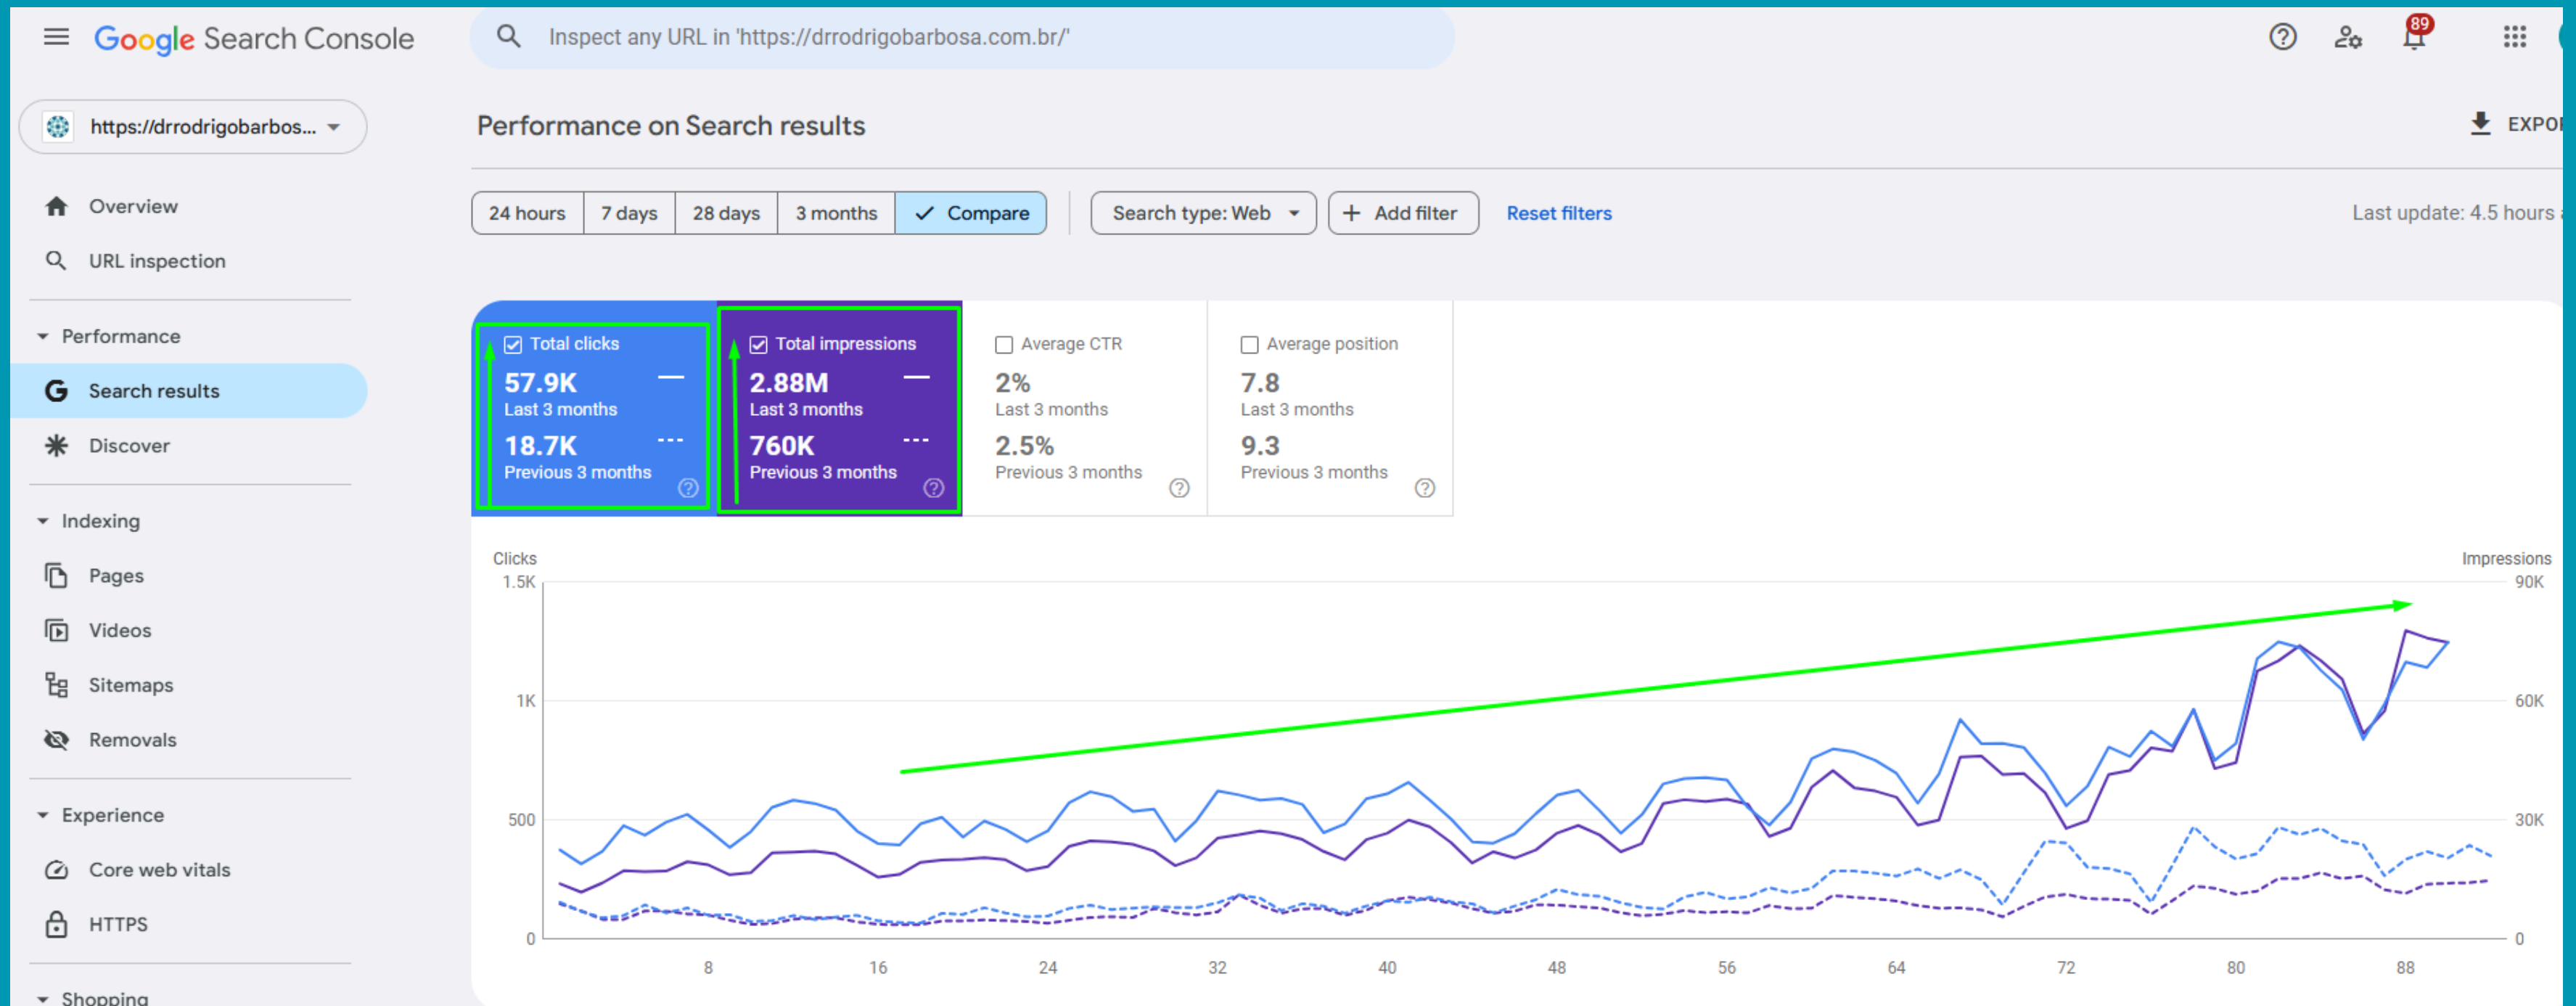 Google Search Console
Inspect any URL in 'https://drrodrigobarbosa.com.br/'
89
https://drrodrigobarbos...
Performance on Search results
EXPO
Overview
URL inspection
Performance
Search results
Discover
Indexing
Pages
Videos
Sitemaps
Removals
Experience
Core web vitals
HTTPS
Shopping
24 hours
7 days
28 days
3 months
Compare
Search type: Web
Add filter
Reset filters
Last update: 4.5 hours
Total clicks
57.9K
Last 3 months
18.7K
Previous 3 months
Total impressions
2.88M
Last 3 months
760K
Previous 3 months
Average CTR
2%
Last 3 months
2.5%
Previous 3 months
Average position
7.8
Last 3 months
9.3
Previous 3 months
Clicks
1.5K
1K
500
0
Impressions
90K
60K
30K
0
8 16 24 32 40 48 56 64 72 80 88